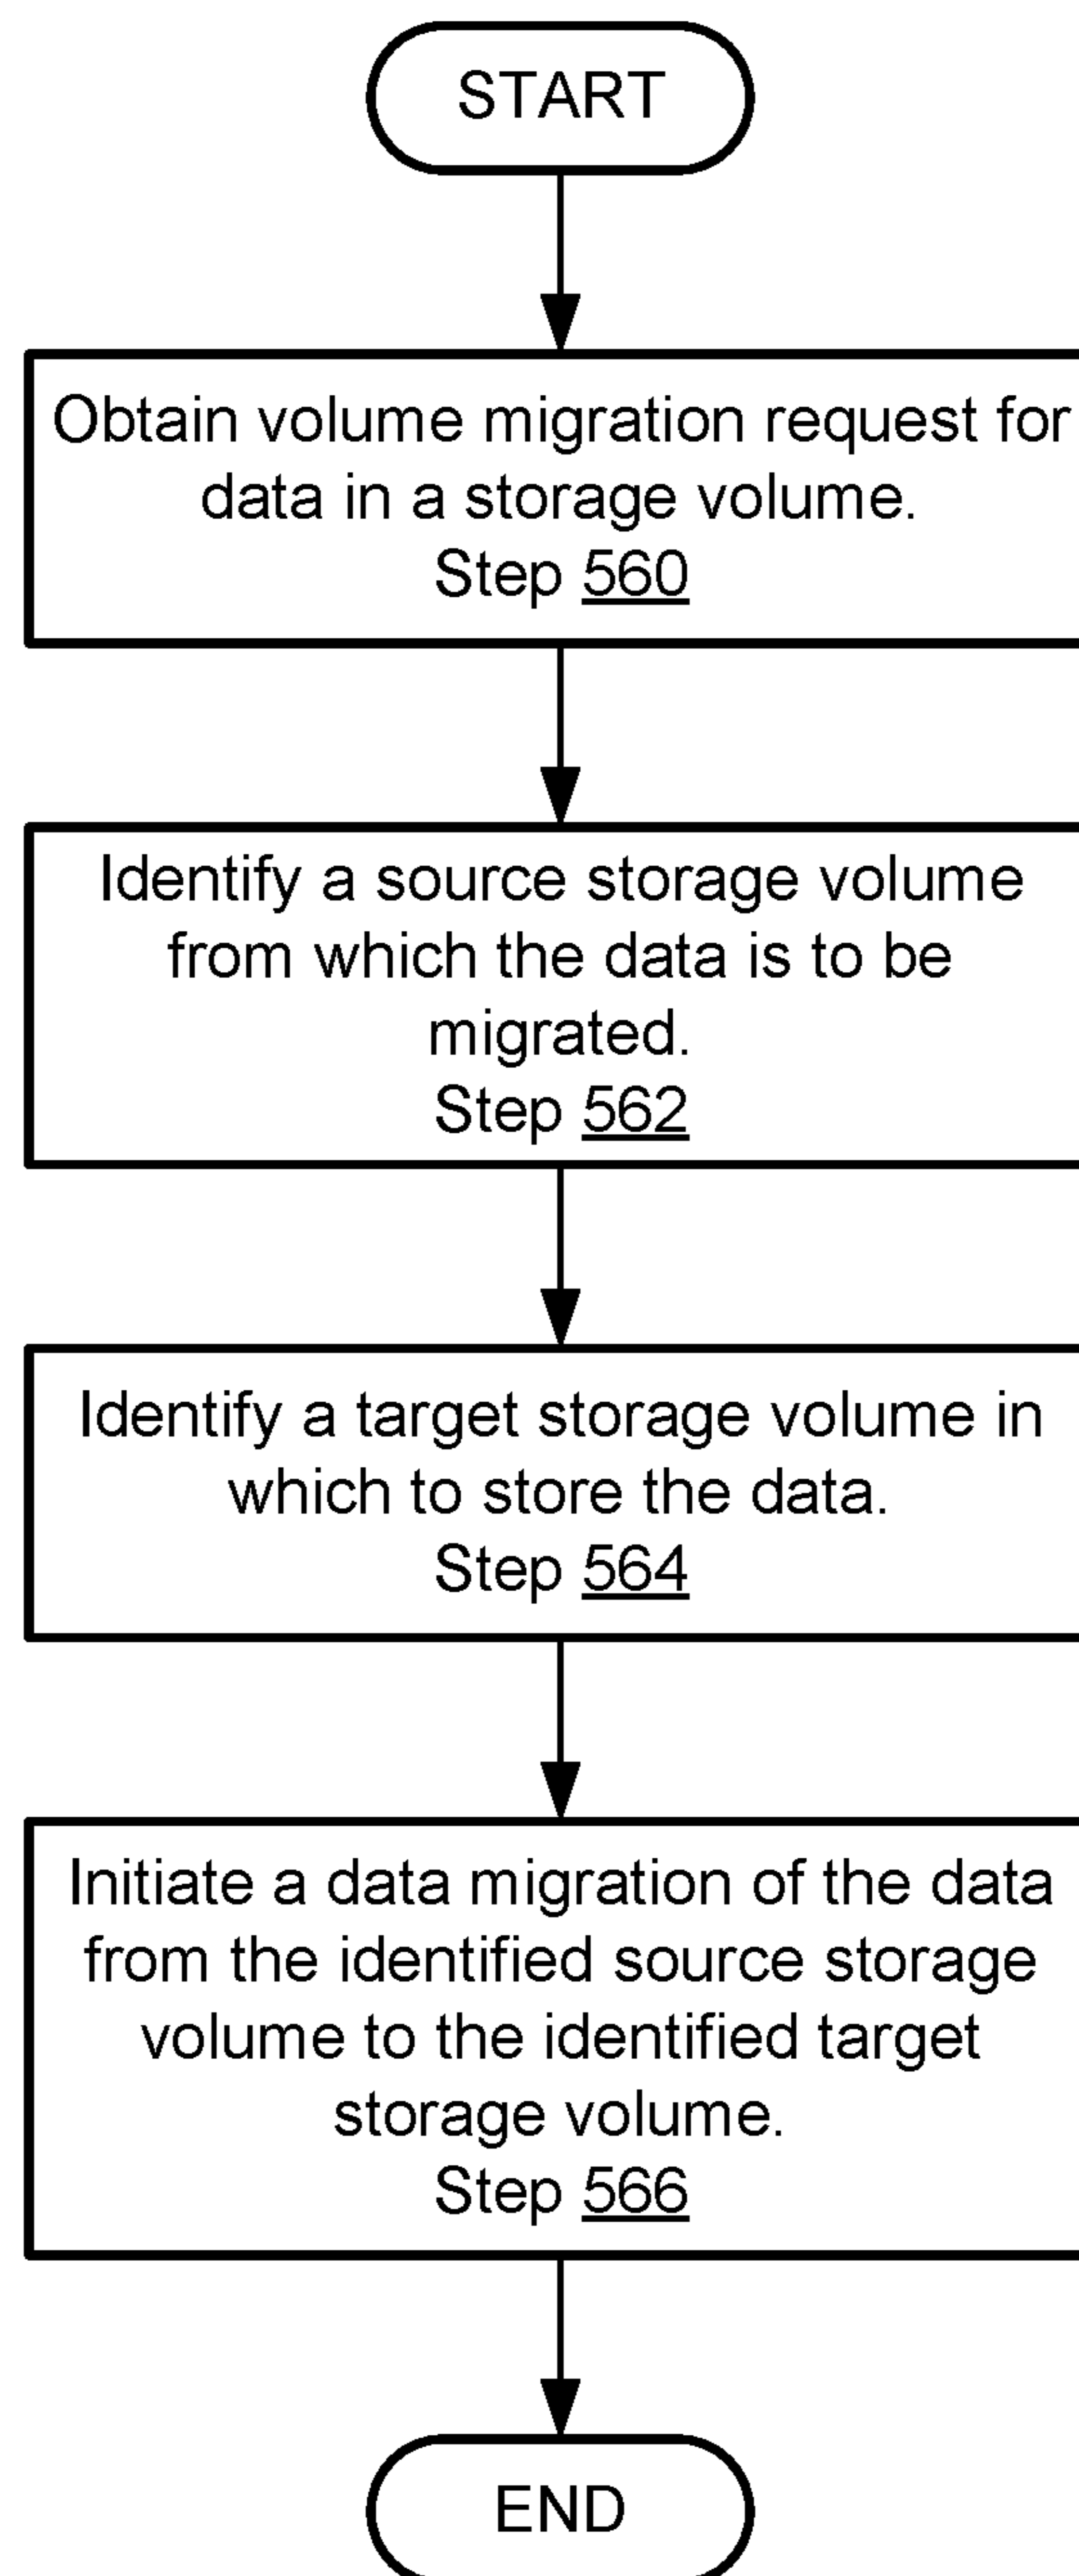 START
Obtain volume migration request for
data in a storage volume.
Step 560
Identify a source storage volume
from which the data is to be
migrated.
Step 562
Identify a target storage volume in
which to store the data.
Step 564
Initiate a data migration of the data
from the identified source storage
volume to the identified target
storage volume.
Step 566
END